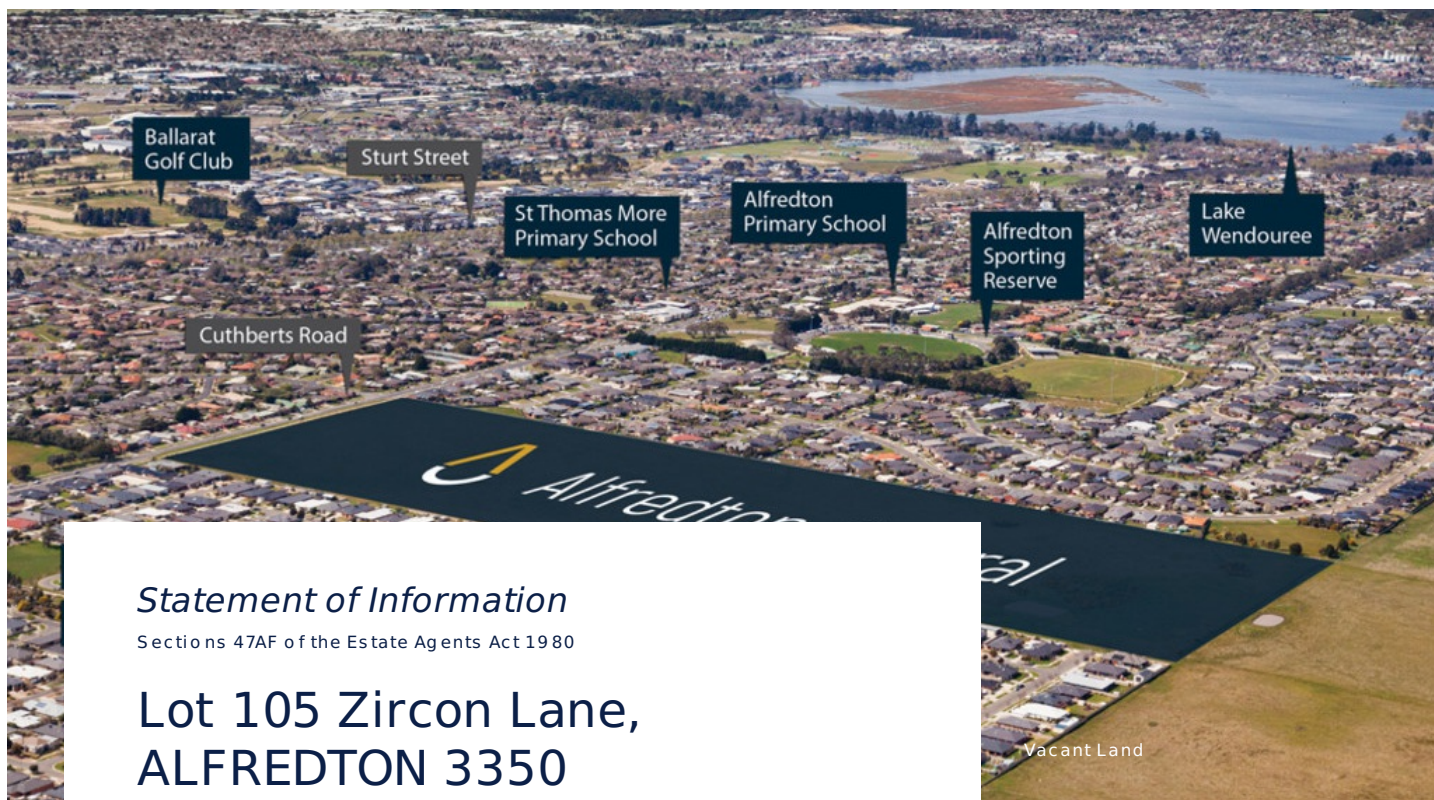 Ballarat
Golf Club
Sturt Street
St Thomas More
Primary School
Alfredton
Primary School
Alfredton
Sporting
Reserve
Lake
Wendouree
Cuthberts Road
Alfredton
Statement of Information
Sections 47AF of the Estate Agents Act 1980
Lot 105 Zircon Lane,
ALFREDTON 3350
Vacant Land